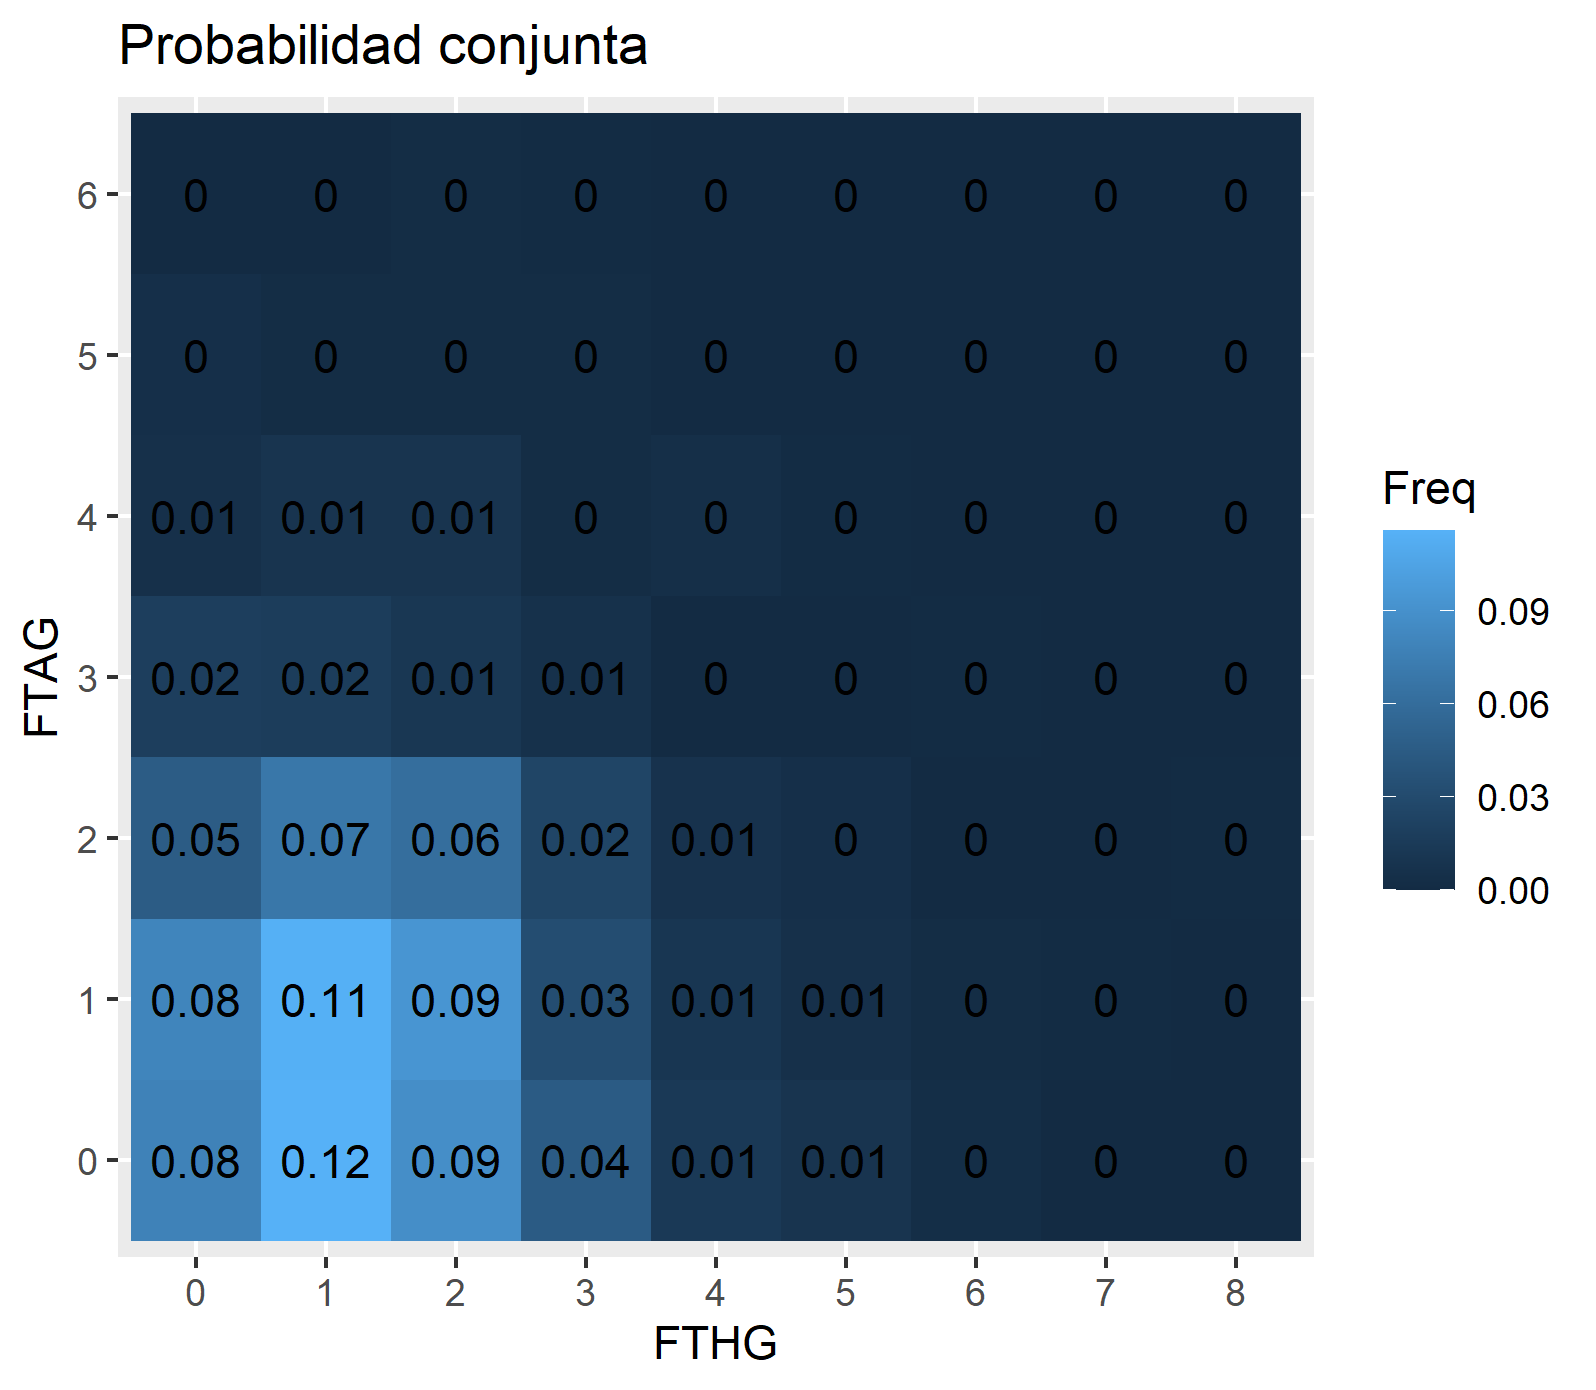 Probabilidad conjunta
6 0 0 0 0 0 0 0 0 0
5 0 0 0 0 0 0 0 0 0
4 0.01 0.01 0.01 0 0 0 0 0 0
3 0.02 0.02 0.01 0.01 0 0 0 0 0
2 0.05 0.07 0.06 0.02 0.01 0 0 0 0
1 0.08 0.11 0.09 0.03 0.01 0.01 0 0 0
0 0.08 0.12 0.09 0.04 0.01 0.01 0 0 0
0 1 2 3 4 5 6 7 8
FTHG
FTAG
Freq
0.09
0.06
0.03
0.00